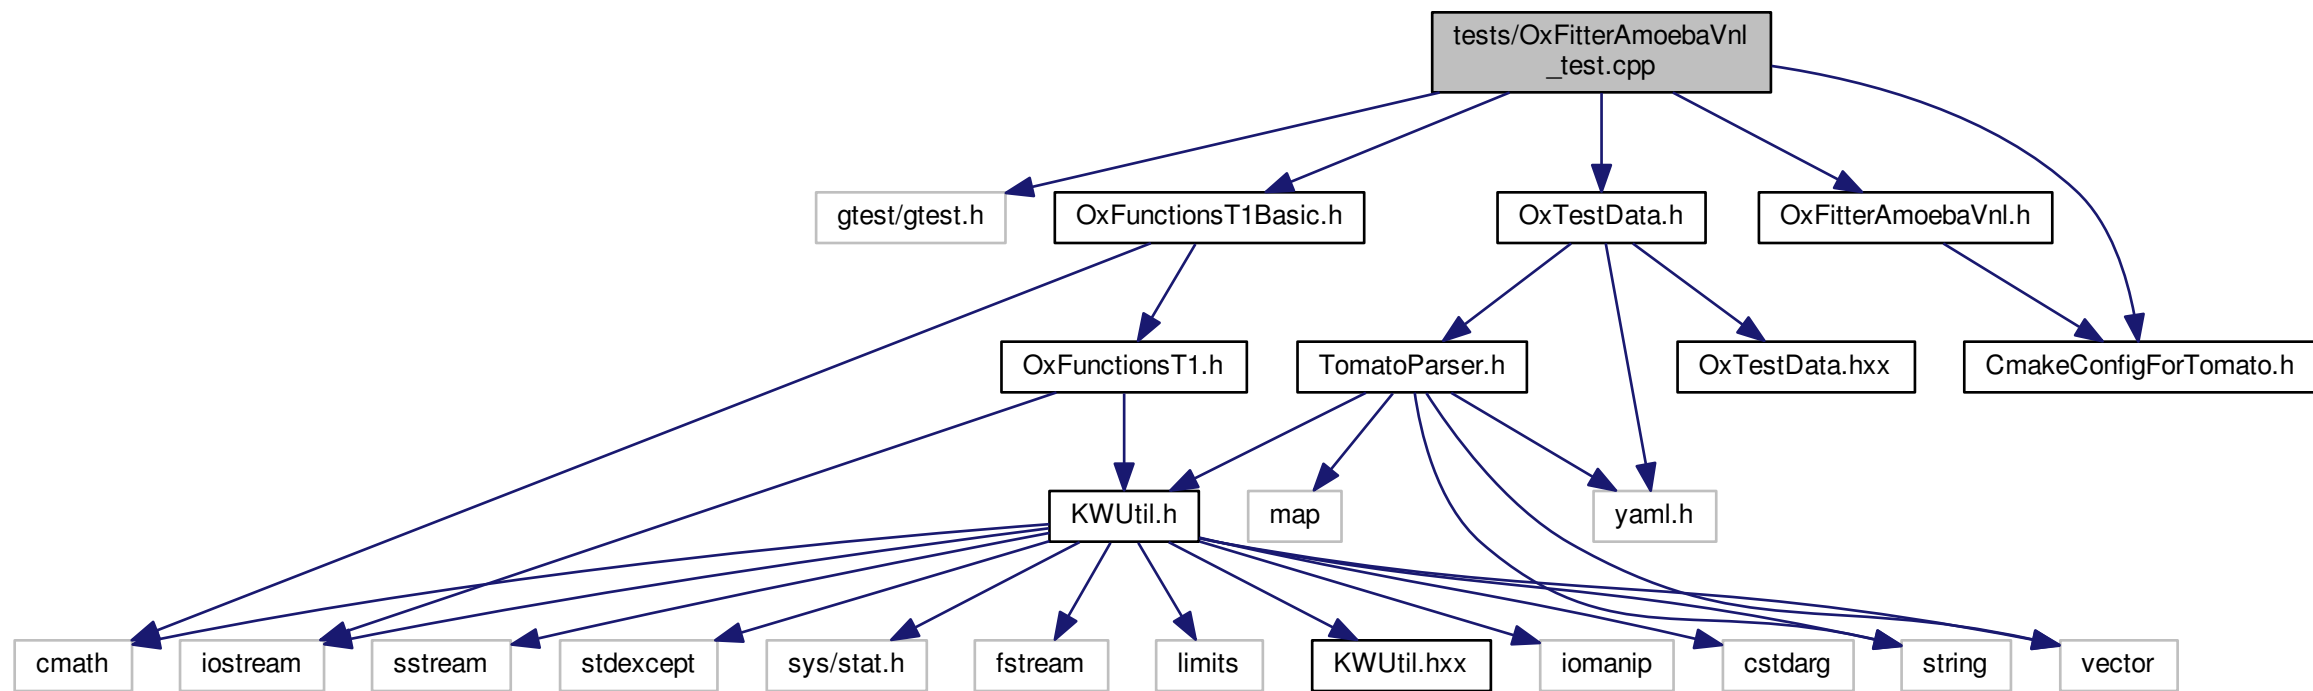 tests/OxFitterAmoebaVnl
_test.cpp
gtest/gtest.h
OxFunctionsT1Basic.h
OxTestData.h
OxFitterAmoebaVnl.h
OxFunctionsT1.h
TomatoParser.h
OxTestData.hxx
CmakeConfigForTomato.h
KWUtil.h
map
yaml.h
cmath
iostream
sstream
stdexcept
sys/stat.h
fstream
limits
KWUtil.hxx
iomanip
cstdarg
string
vector